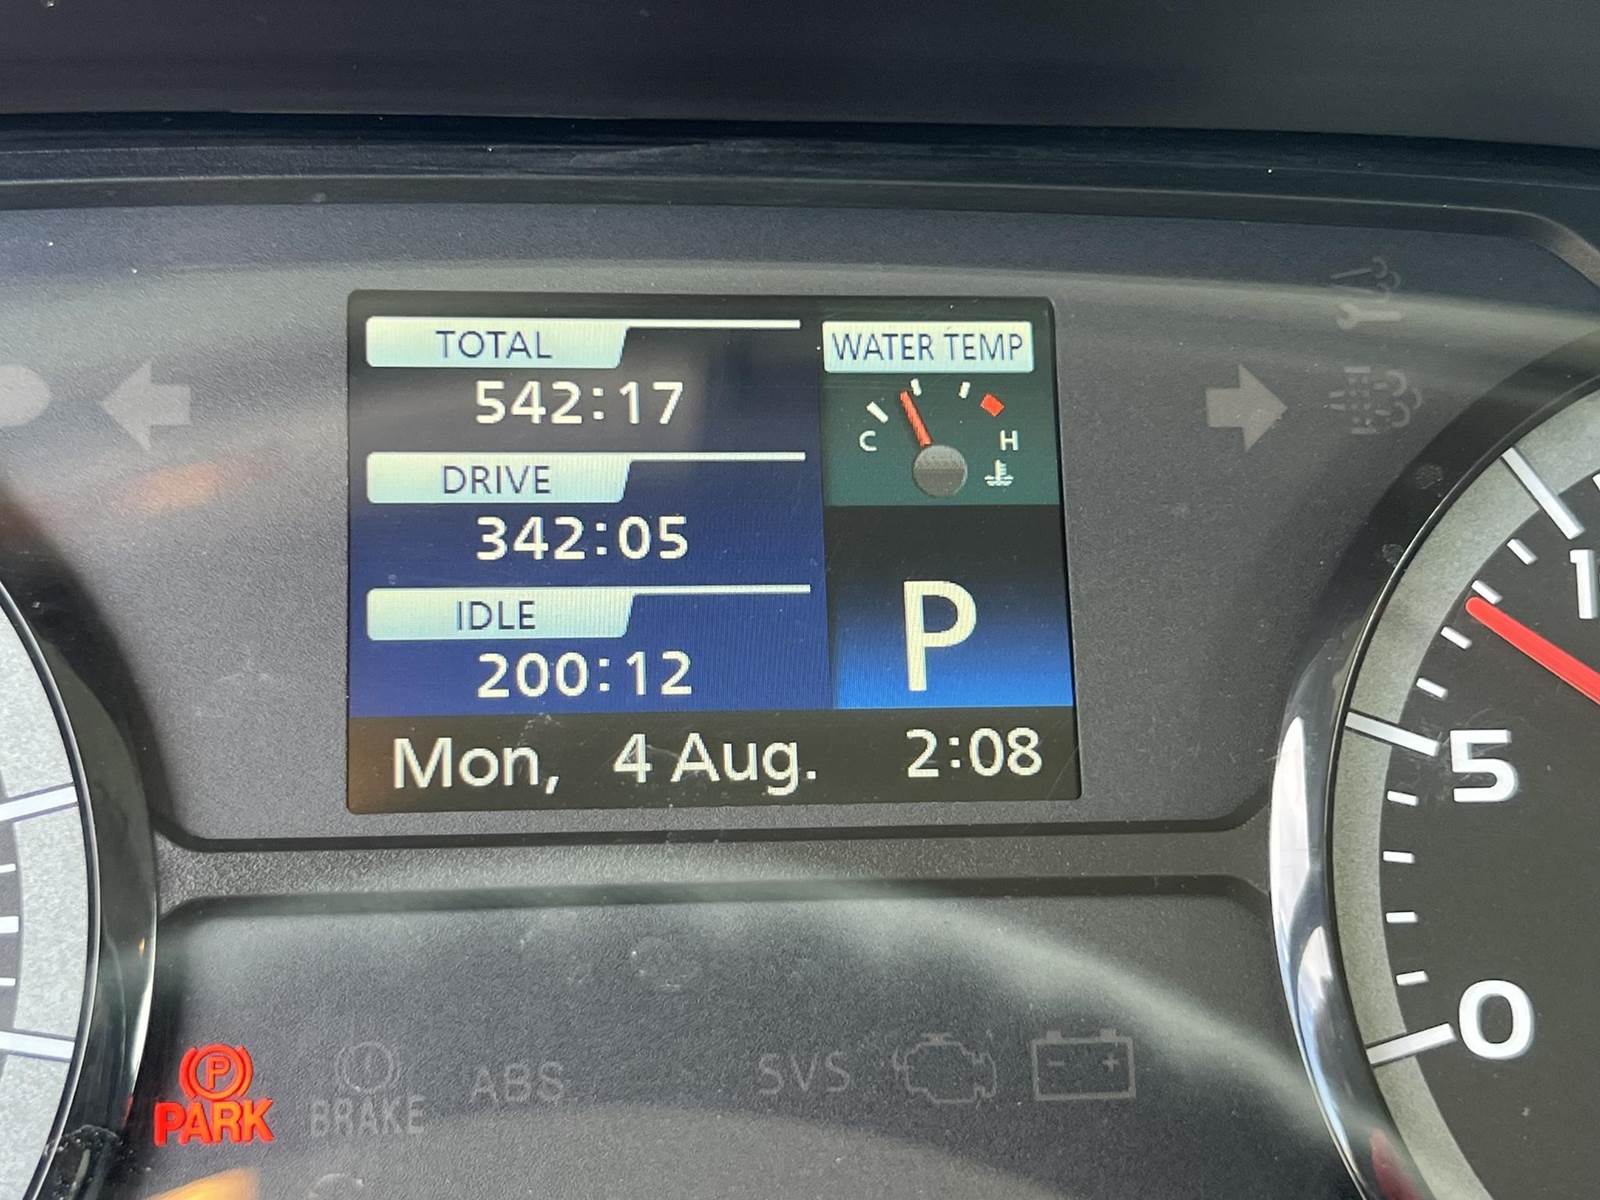 TOTAL
WATER TEMP
542:17
C
H
DRIVE
342:05
IDLE
200:12
P
Mon, 4 Aug. 2:08
5
0
P
PARK
BRAKE
ABS
SVS
- +